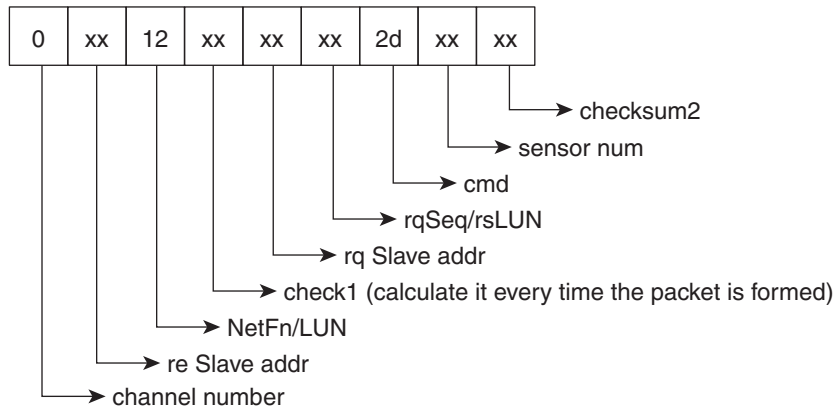 0 xx 12 xx xx xx 2d xx xx
checksum2
sensor num
cmd
rqSeq/rsLUN
rq Slave addr
check1 (calculate it every time the packet is formed)
NetFn/LUN
re Slave addr
channel number